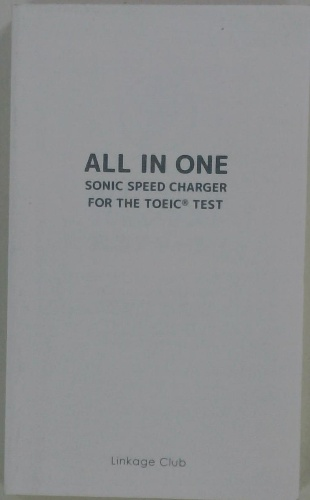 ALL IN ONE
SONIC SPEED CHARGER
FOR THE TOEIC® TEST
Linkage Club